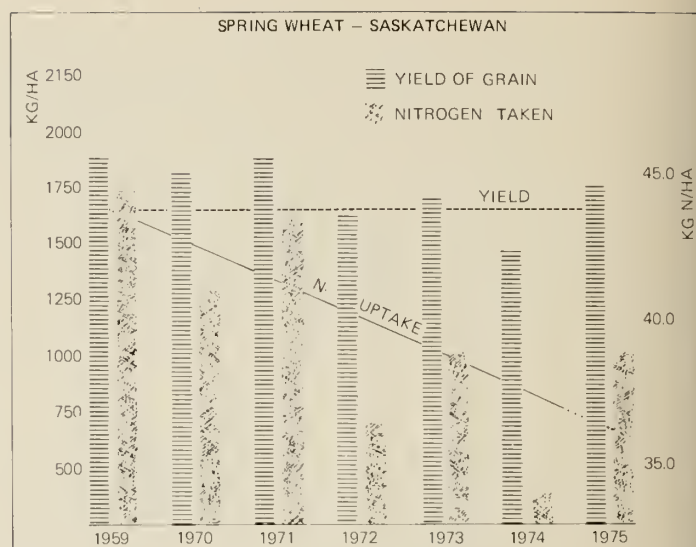 SPRING WHEAT – SASKATCHEWAN
KG/HA
2150
2000
1750
1500
1250
1000
750
500
YIELD OF GRAIN
NITROGEN TAKEN
YIELD
N. UPTAKE
45.0
40.0
35.0
KG N/HA
1959 1970 1971 1972 1973 1974 1975